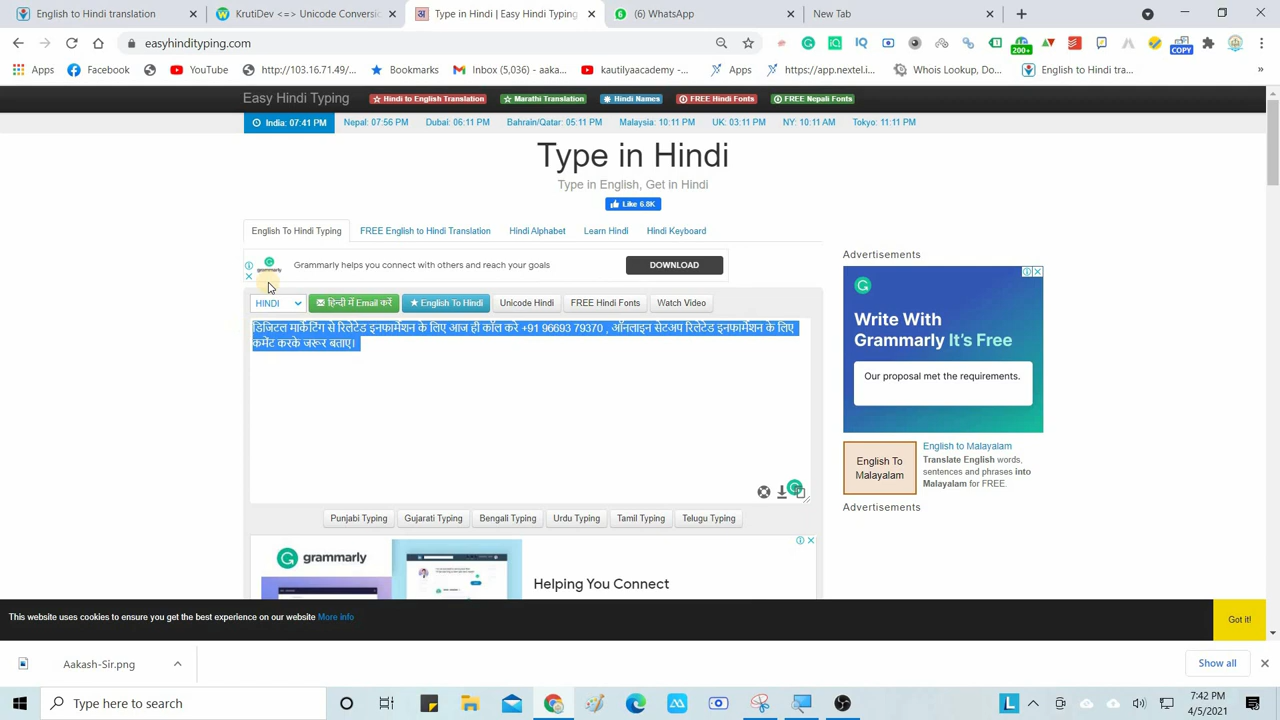 English to Hindi translation
KrutiDev <=> Unicode Conversi
Type in Hindi | Easy Hindi Typing
(6) WhatsApp
New Tab
easyhindityping.com
200+
COPY
Apps
Facebook
YouTube
http://103.16.71.49/...
Bookmarks
Inbox (5,036) - aaka...
kautilyaacademy -...
Apps
https://app.nextel.i...
Whois Lookup, Do...
English to Hindi tra...
»
Easy Hindi Typing
Hindi to English Translation
Marathi Translation
Hindi Names
FREE Hindi Fonts
FREE Nepali Fonts
India: 07:41 PM
Nepal: 07:56 PM
Dubai: 06:11 PM
Bahrain/Qatar: 05:11 PM
Malaysia: 10:11 PM
UK: 03:11 PM
NY: 10:11 AM
Tokyo: 11:11 PM
Type in Hindi
Type in English, Get in Hindi
Like 6.8K
English To Hindi Typing
FREE English to Hindi Translation
Hindi Alphabet
Learn Hindi
Hindi Keyboard
grammarly
Grammarly helps you connect with others and reach your goals
DOWNLOAD
HINDI
हिन्दी में Email करें
English To Hindi
Unicode Hindi
FREE Hindi Fonts
Watch Video
डिजिटल मार्केटिंग से रिलेटेड इनफार्मेशन के लिए आज ही कॉल करे +91 96693 79370 , ऑनलाइन सेटअप रिलेटेड इनफार्मेशन के लिए
कमेंट करके जरूर बताए।
Punjabi Typing
Gujarati Typing
Bengali Typing
Urdu Typing
Tamil Typing
Telugu Typing
grammarly
Helping You Connect
Advertisements
Write With
Grammarly It's Free
Our proposal met the requirements.
English To
Malayalam
English to Malayalam
Translate English words,
sentences and phrases into
Malayalam for FREE.
Advertisements
This website uses cookies to ensure you get the best experience on our website More info
Got it!
Aakash-Sir.png
Show all
Type here to search
7:42 PM
4/5/2021